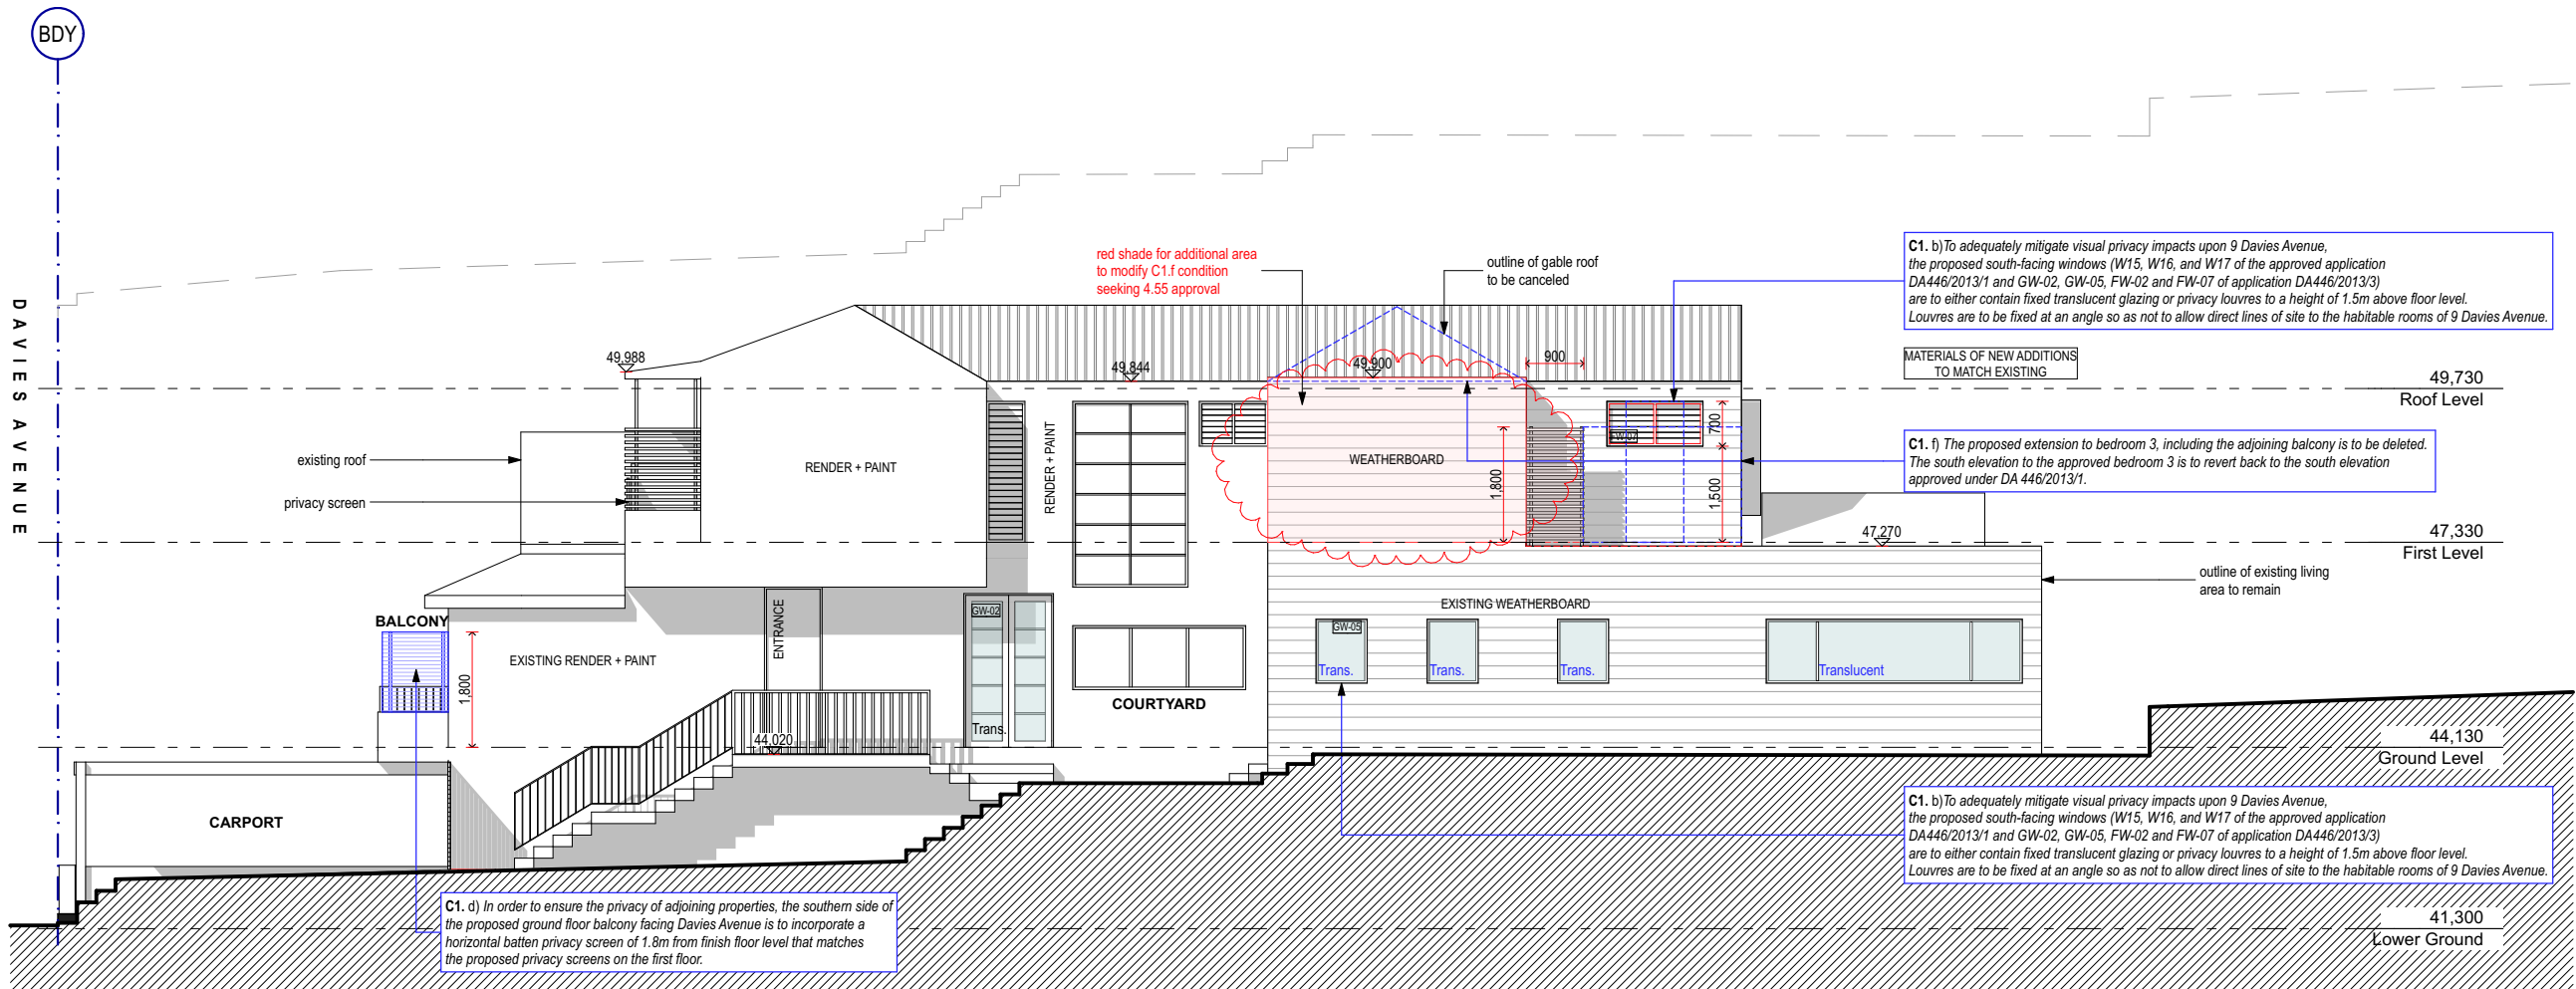 BDY
DAVIES AVENUE
red shade for additional area
to modify C1.f condition
seeking 4.55 approval
outline of gable roof
to be canceled
C1. b)To adequately mitigate visual privacy impacts upon 9 Davies Avenue,
the proposed south-facing windows (W15, W16, and W17 of the approved application
DA446/2013/1 and GW-02, GW-05, FW-02 and FW-07 of application DA446/2013/3)
are to either contain fixed translucent glazing or privacy louvres to a height of 1.5m above floor level.
Louvres are to be fixed at an angle so as not to allow direct lines of site to the habitable rooms of 9 Davies Avenue.
MATERIALS OF NEW ADDITIONS
TO MATCH EXISTING
49,988
49,844
49,900
900
49,730
Roof Level
existing roof
privacy screen
RENDER + PAINT
RENDER + PAINT
WEATHERBOARD
1,800
FW-07
700
1,500
C1. f) The proposed extension to bedroom 3, including the adjoining balcony is to be deleted.
The south elevation to the approved bedroom 3 is to revert back to the south elevation
approved under DA 446/2013/1.
47,270
47,330
First Level
outline of existing living
area to remain
BALCONY
EXISTING RENDER + PAINT
1,800
ENTRANCE
GW-02
Trans.
COURTYARD
EXISTING WEATHERBOARD
GW-05
Trans.
Trans.
Trans.
Translucent
44,020
44,130
Ground Level
CARPORT
C1. b)To adequately mitigate visual privacy impacts upon 9 Davies Avenue,
the proposed south-facing windows (W15, W16, and W17 of the approved application
DA446/2013/1 and GW-02, GW-05, FW-02 and FW-07 of application DA446/2013/3)
are to either contain fixed translucent glazing or privacy louvres to a height of 1.5m above floor level.
Louvres are to be fixed at an angle so as not to allow direct lines of site to the habitable rooms of 9 Davies Avenue.
C1. d) In order to ensure the privacy of adjoining properties, the southern side of
the proposed ground floor balcony facing Davies Avenue is to incorporate a
horizontal batten privacy screen of 1.8m from finish floor level that matches
the proposed privacy screens on the first floor.
41,300
Lower Ground